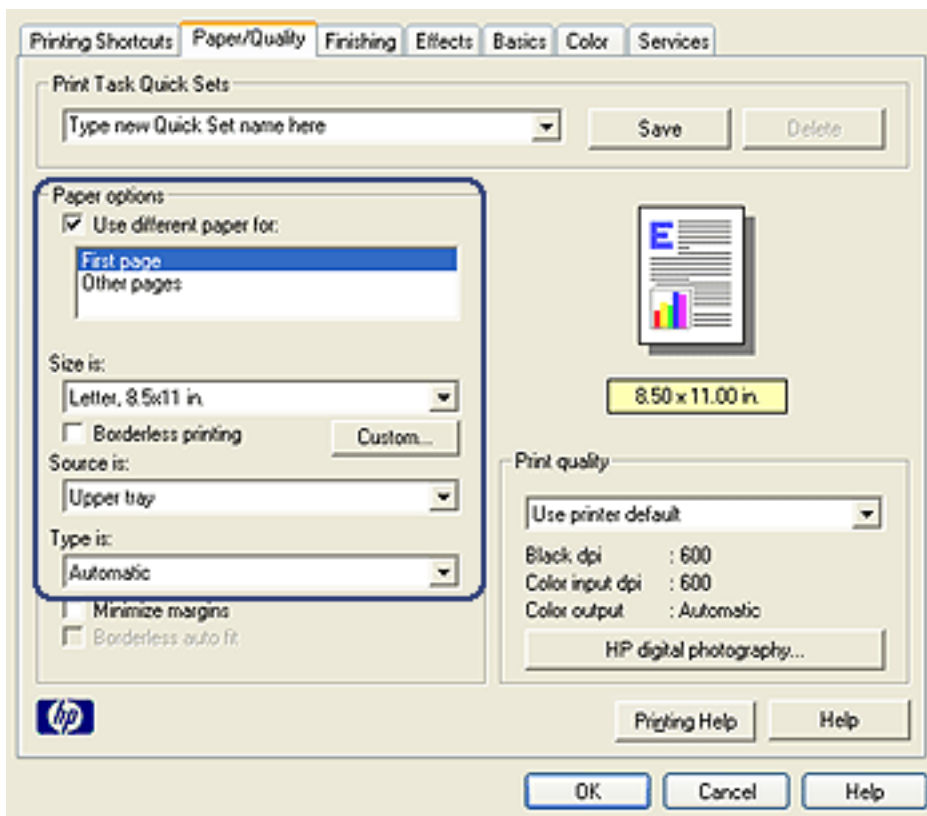 Printing Shortcuts Paper/Quality Finishing Effects Basics Color Services
Print Task Quick Sets
Type new Quick Set name here Save Delete
Paper options
Use different paper for:
First page
Other pages
E
Size is:
Letter, 8.5x11 in.
8.50 x 11.00 in.
Borderless printing Custom...
Source is:
Upper tray
Type is:
Automatic
Minimize margins
Borderless auto fit
Print quality
Use printer default
Black dpi : 600
Color input dpi : 600
Color output : Automatic
HP digital photography...
hp
Printing Help Help
OK Cancel Help